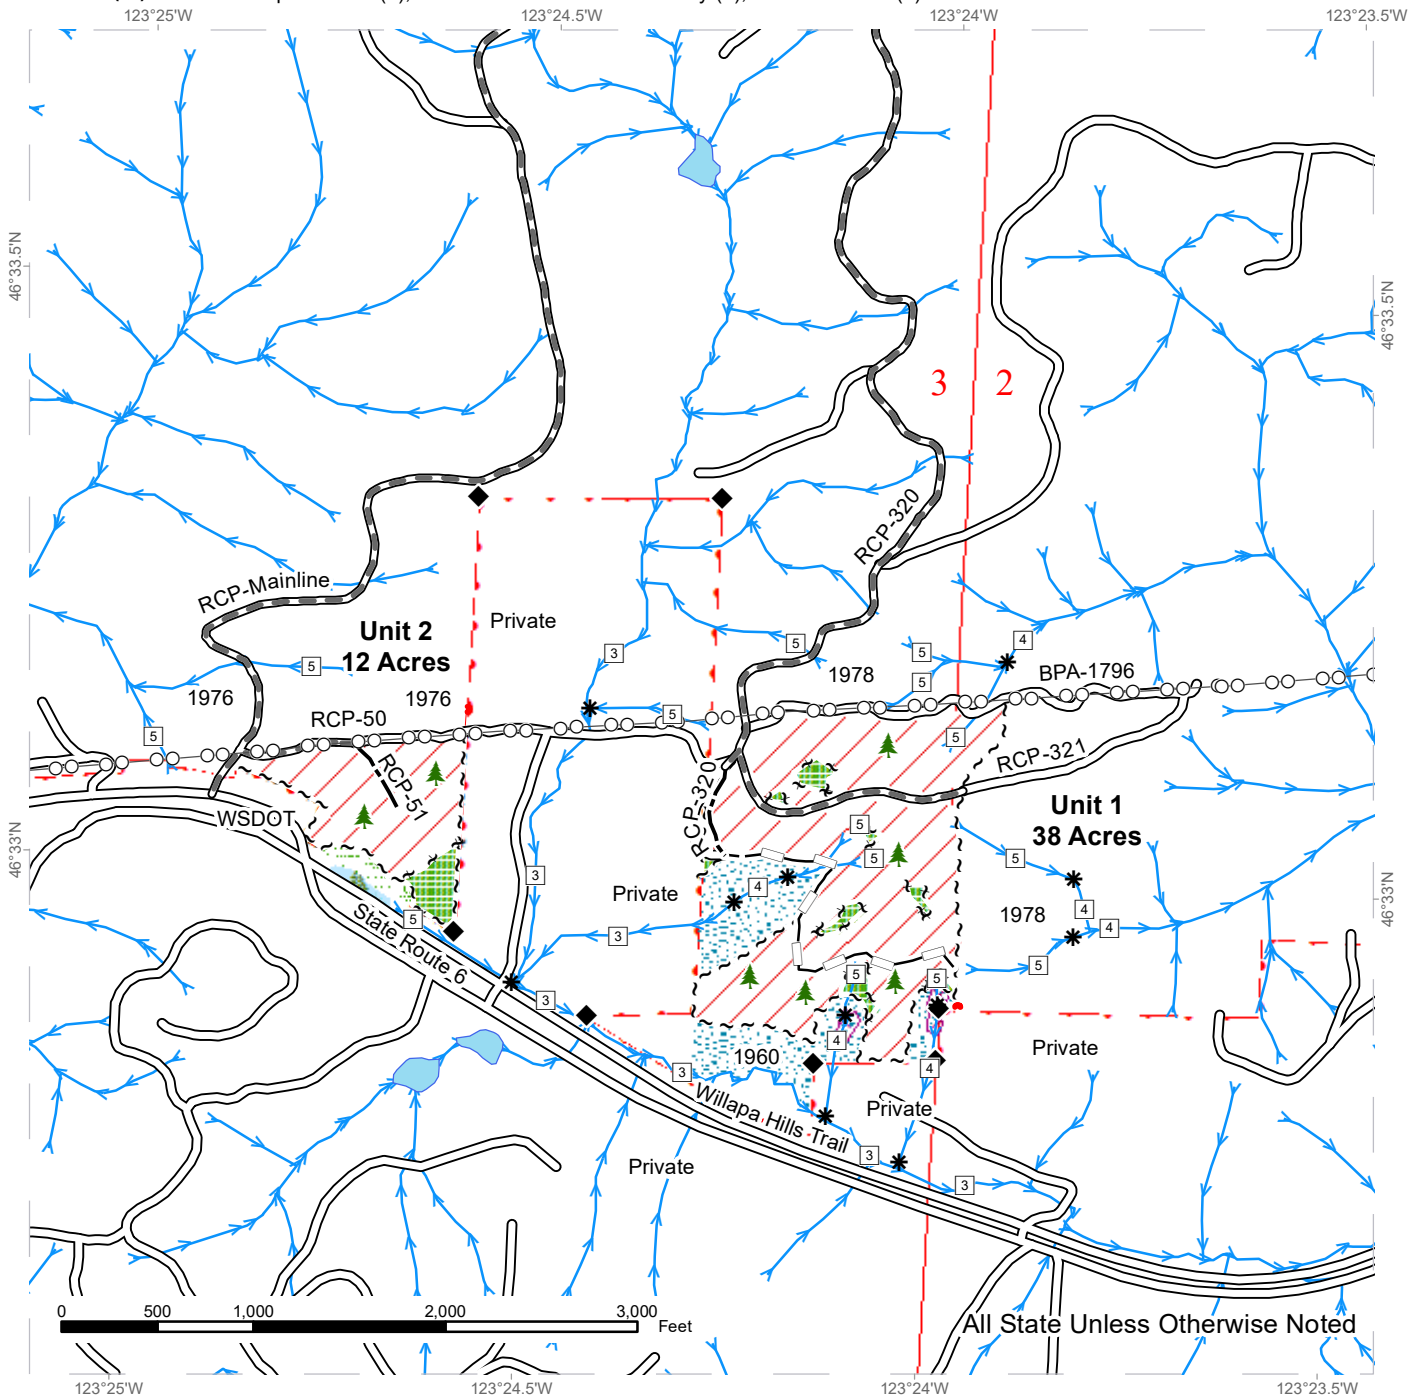 123°25'W
123°24.5'W
123°24'W
123°23.5'W
46°33.5'N
46°33.5'N
3
2
RCP-320
RCP-Mainline
Private
Unit 2
12 Acres
4
5
3
5
5
5
1978
BPA-1796
1976
1976
5
RCP-50
5
5
5
RCP-321
RCP-51
RCP-320
Unit 1
38 Acres
WSDOT
5
46°33'N
5
5
3
4
Private
4
1978
46°33'N
5
4
State Route 6
3
5
5
5
3
4
Private
1960
4
3
Willapa Hills Trail
Private
3
Private
3
0
500
1,000
2,000
3,000
Feet
All State Unless Otherwise Noted
123°25'W
123°24.5'W
123°24'W
123°23.5'W